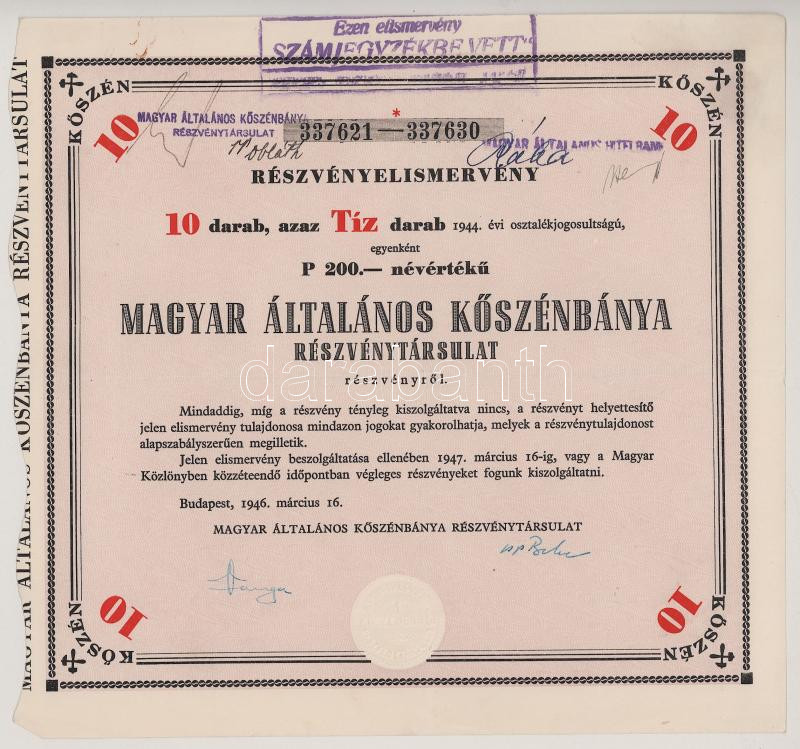 Ezen elismervény
SZÁMJEGYZÉKBE VETT
KŐSZÉN
KŐSZÉN
10
10
MAGYAR ÁLTALÁNOS KŐSZÉNBÁNYA
RÉSZVÉNYTÁRSULAT
*
337621—337630
MAGYAR ÁLTALÁNOS HITELBANK
RÉSZVÉNYELISMERVÉNY
10 darab, azaz Tíz darab 1944. évi osztalékjogosultságú,
egyenként
P 200.— névértékű
MAGYAR ÁLTALÁNOS KŐSZÉNBÁNYA
RÉSZVÉNYTÁRSULAT
részvényről.
darabanth
Mindaddig, míg a részvény tényleg kiszolgáltatva nincs, a részvényt helyettesítő
jelen elismervény tulajdonosa mindazon jogokat gyakorolhatja, melyek a részvénytulajdonost
alapszabályszerűen megilletik.
Jelen elismervény beszolgáltatása ellenében 1947. március 16-ig, vagy a Magyar
Közlönyben közzéteendő időpontban végleges részvényeket fogunk kiszolgáltatni.
Budapest, 1946. március 16.
MAGYAR ÁLTALÁNOS KŐSZÉNBÁNYA RÉSZVÉNYTÁRSULAT
10
10
KŐSZÉN
KŐSZÉN
MAGYAR ÁLTALÁNOS KŐSZÉNBÁNYA RÉSZVÉNYTÁRSULAT